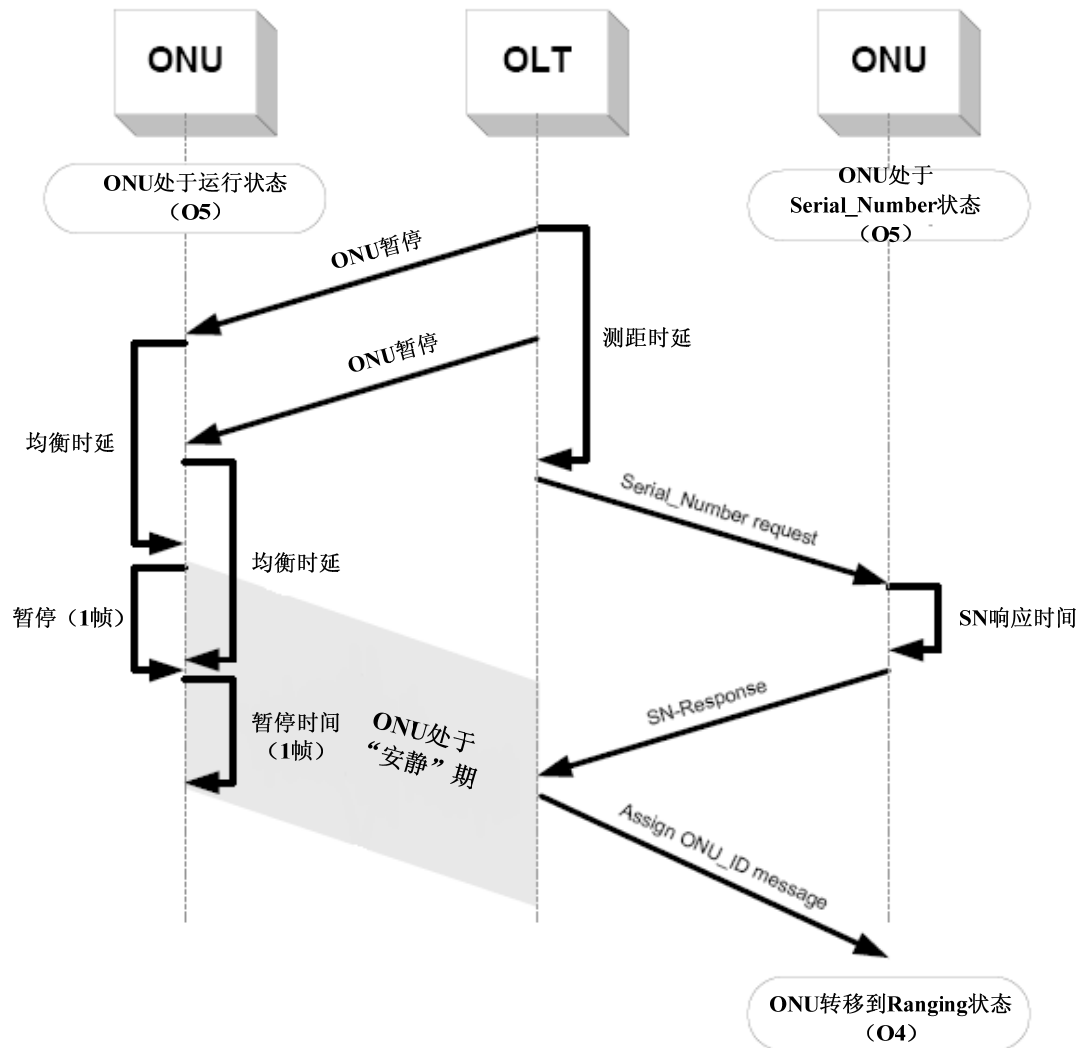 ONU
OLT
ONU
ONU处于运行状态
（O5）
ONU处于
Serial_Number状态
（O5）
ONU暂停
测距时延
ONU暂停
均衡时延
Serial_Number request
均衡时延
暂停（1帧）
SN响应时间
SN-Response
暂停时间
（1帧）
ONU处于
“安静”期
Assign ONU_ID message
ONU转移到Ranging状态
（O4）